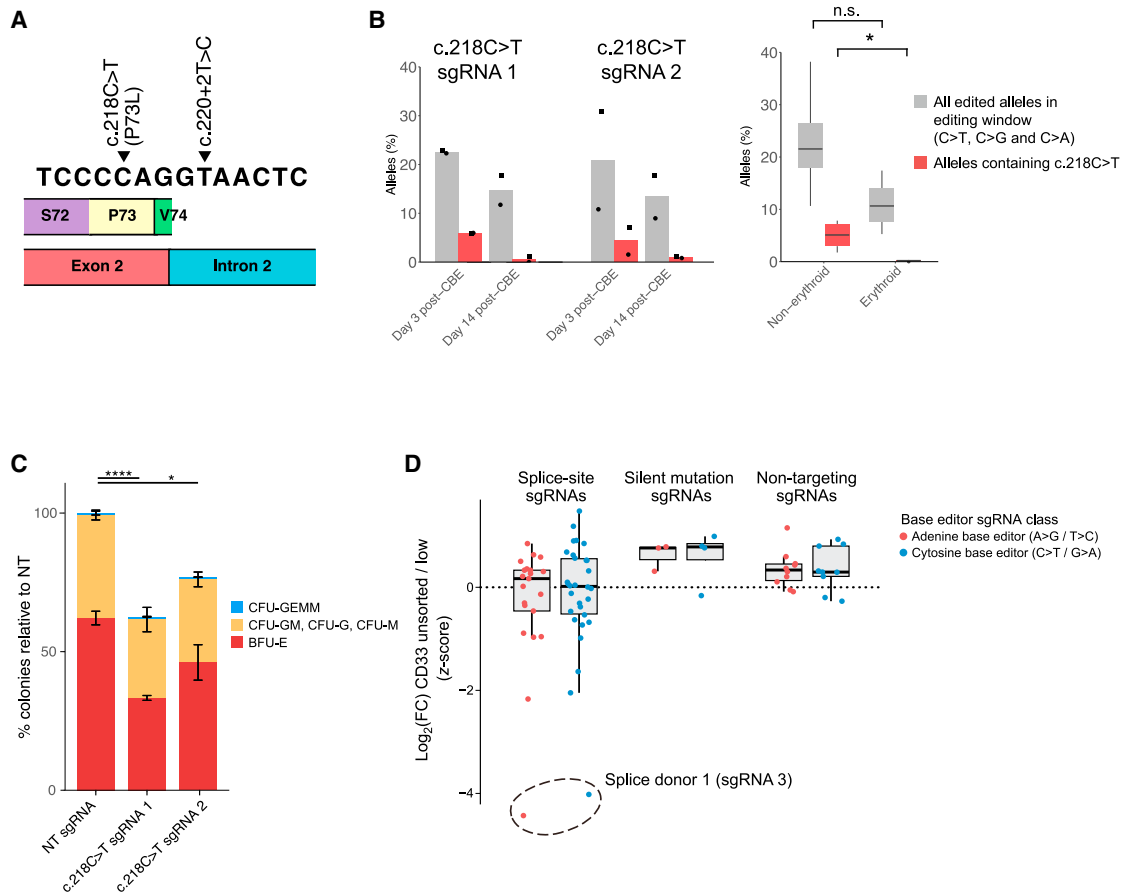 A
c.218C>T
(P73L)
c.220+2T>C
TCCCCAGGTAACTC
S72 P73 V74
Exon 2 Intron 2
B
c.218C>T
sgRNA 1
c.218C>T
sgRNA 2
Alleles (%)
40
30
20
10
0
Day 3 post–CBE
Day 14 post–CBE
Day 3 post–CBE
Day 14 post–CBE
n.s.
*
Alleles (%)
40
30
20
10
0
Non–erythroid
Erythroid
All edited alleles in
editing window
(C>T, C>G and C>A)
Alleles containing c.218C>T
C
****
*
% colonies relative to NT
100
50
0
NT sgRNA
c.218C>T sgRNA 1
c.218C>T sgRNA 2
CFU-GEMM
CFU-GM, CFU-G, CFU-M
BFU-E
D
Splice-site
sgRNAs
Silent mutation
sgRNAs
Non-targeting
sgRNAs
Log2(FC) CD33 unsorted / low
(z-score)
0
−2
−4
Splice donor 1 (sgRNA 3)
Base editor sgRNA class
Adenine base editor (A>G / T>C)
Cytosine base editor (C>T / G>A)